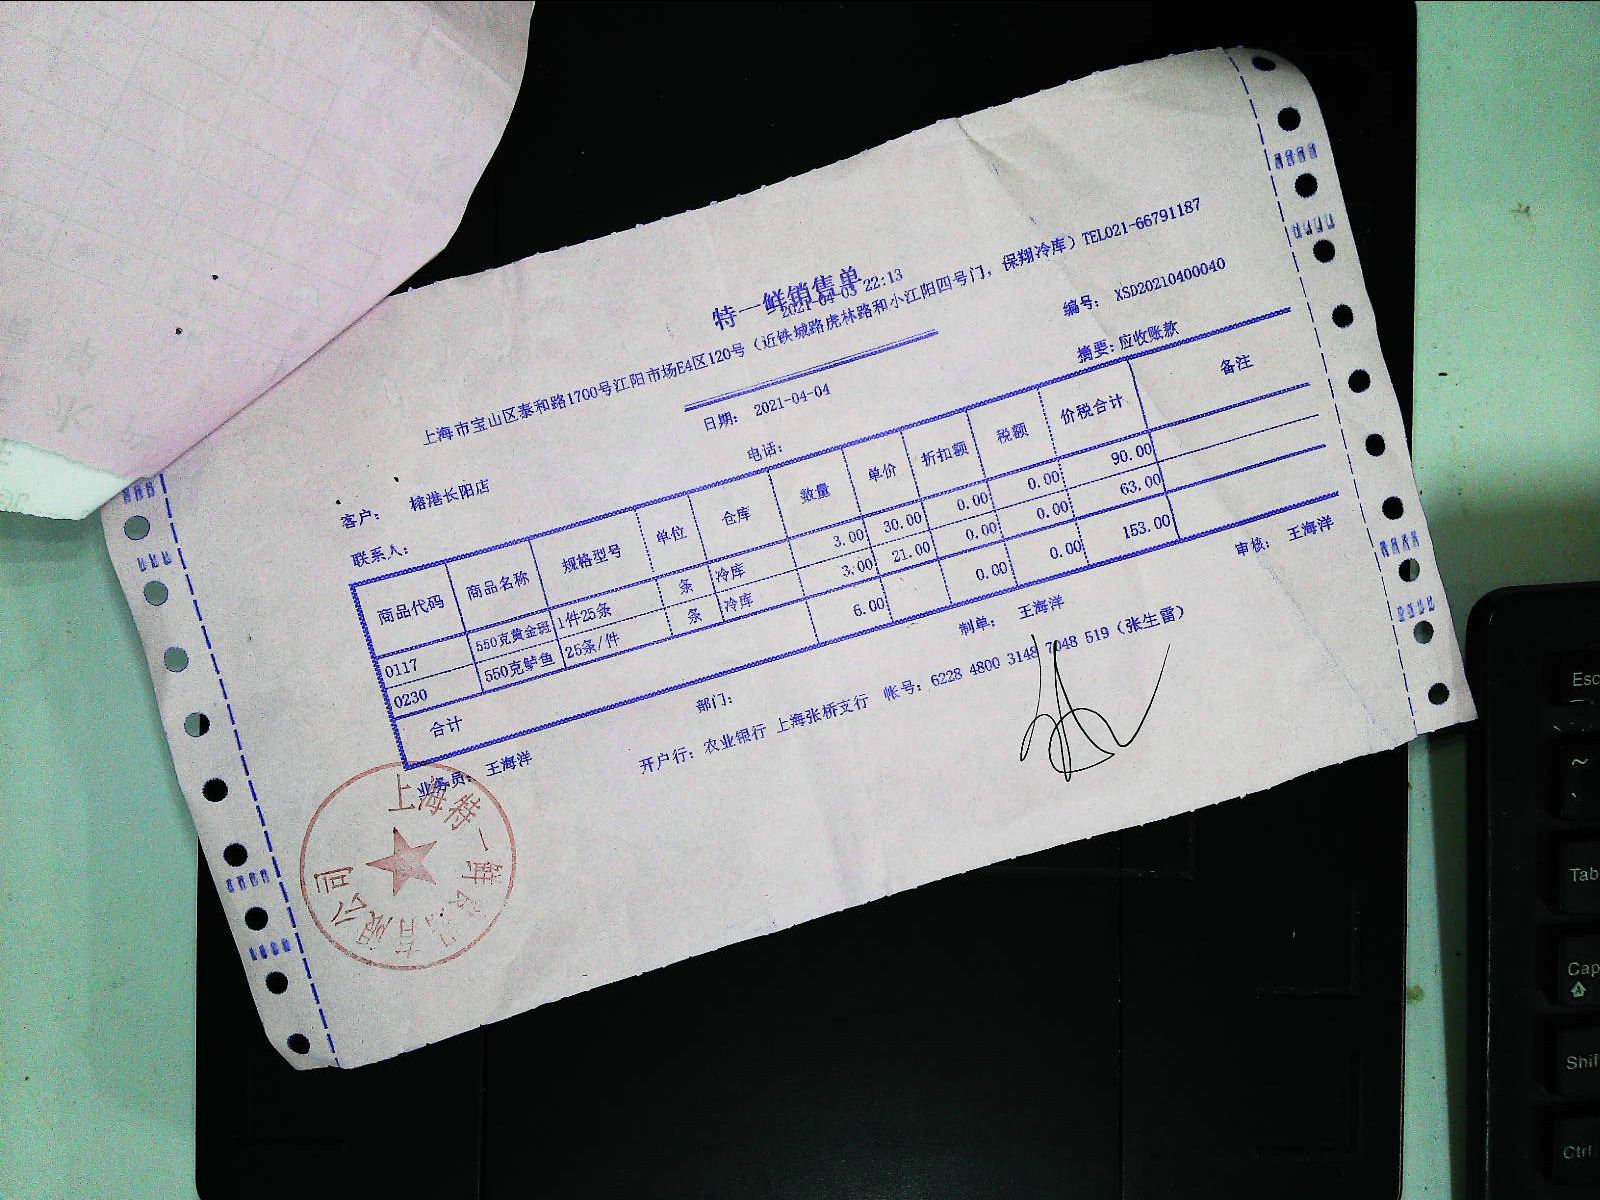 特一鲜销售单
2021-04-03 22:13
上海市宝山区泰和路1700号江阳市场E4区120号（近铁城路虎林路和小江阳四号门，保翔冷库）TEL021-66791187
编号： XSD20210400040
日期： 2021-04-04
摘要：应收账款
客户： 榕港长阳店
电话：
联系人：
商品代码 商品名称 规格型号 单位 仓库 数量 单价 折扣额 税额 价税合计 备注
0117 550克黄金斑 1件25条 条 冷库 3.00 30.00 0.00 0.00 90.00
0230 550克鲈鱼 25条/件 条 冷库 3.00 21.00 0.00 0.00 63.00
合计 6.00 0.00 0.00 153.00
业务员： 王海洋
部门：
制单： 王海洋
审核： 王海洋
开户行：农业银行 上海张桥支行 帐号：6228 4800 3148 7048 519（张生雷）
上海特一鲜
有限公司
Esc
~
Tab
Cap
Shif
Ctrl